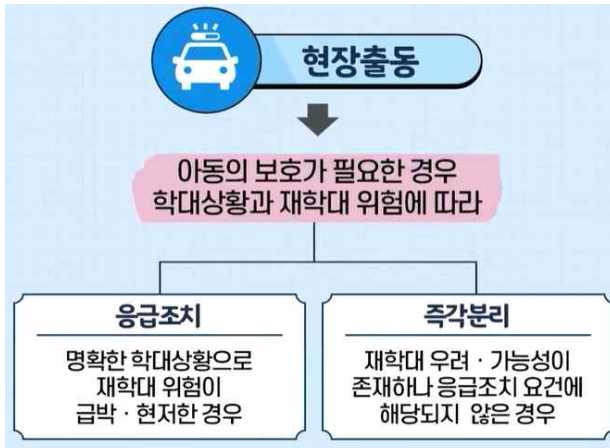 현장출동
아동의 보호가 필요한 경우
학대상황과 재학대 위험에 따라
응급조치
명확한 학대상황으로
재학대 위험이
급박 · 현저한 경우
즉각분리
재학대 우려 · 가능성이
존재하나 응급조치 요건에
해당되지 않은 경우